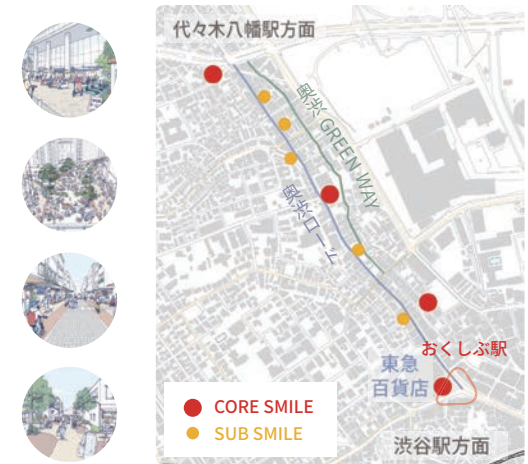 代々木八幡駅方面
奥渋 GREEN WAY
奥渋ロード
おくしぶ駅
東急
百貨店
CORE SMILE
SUB SMILE
渋谷駅方面